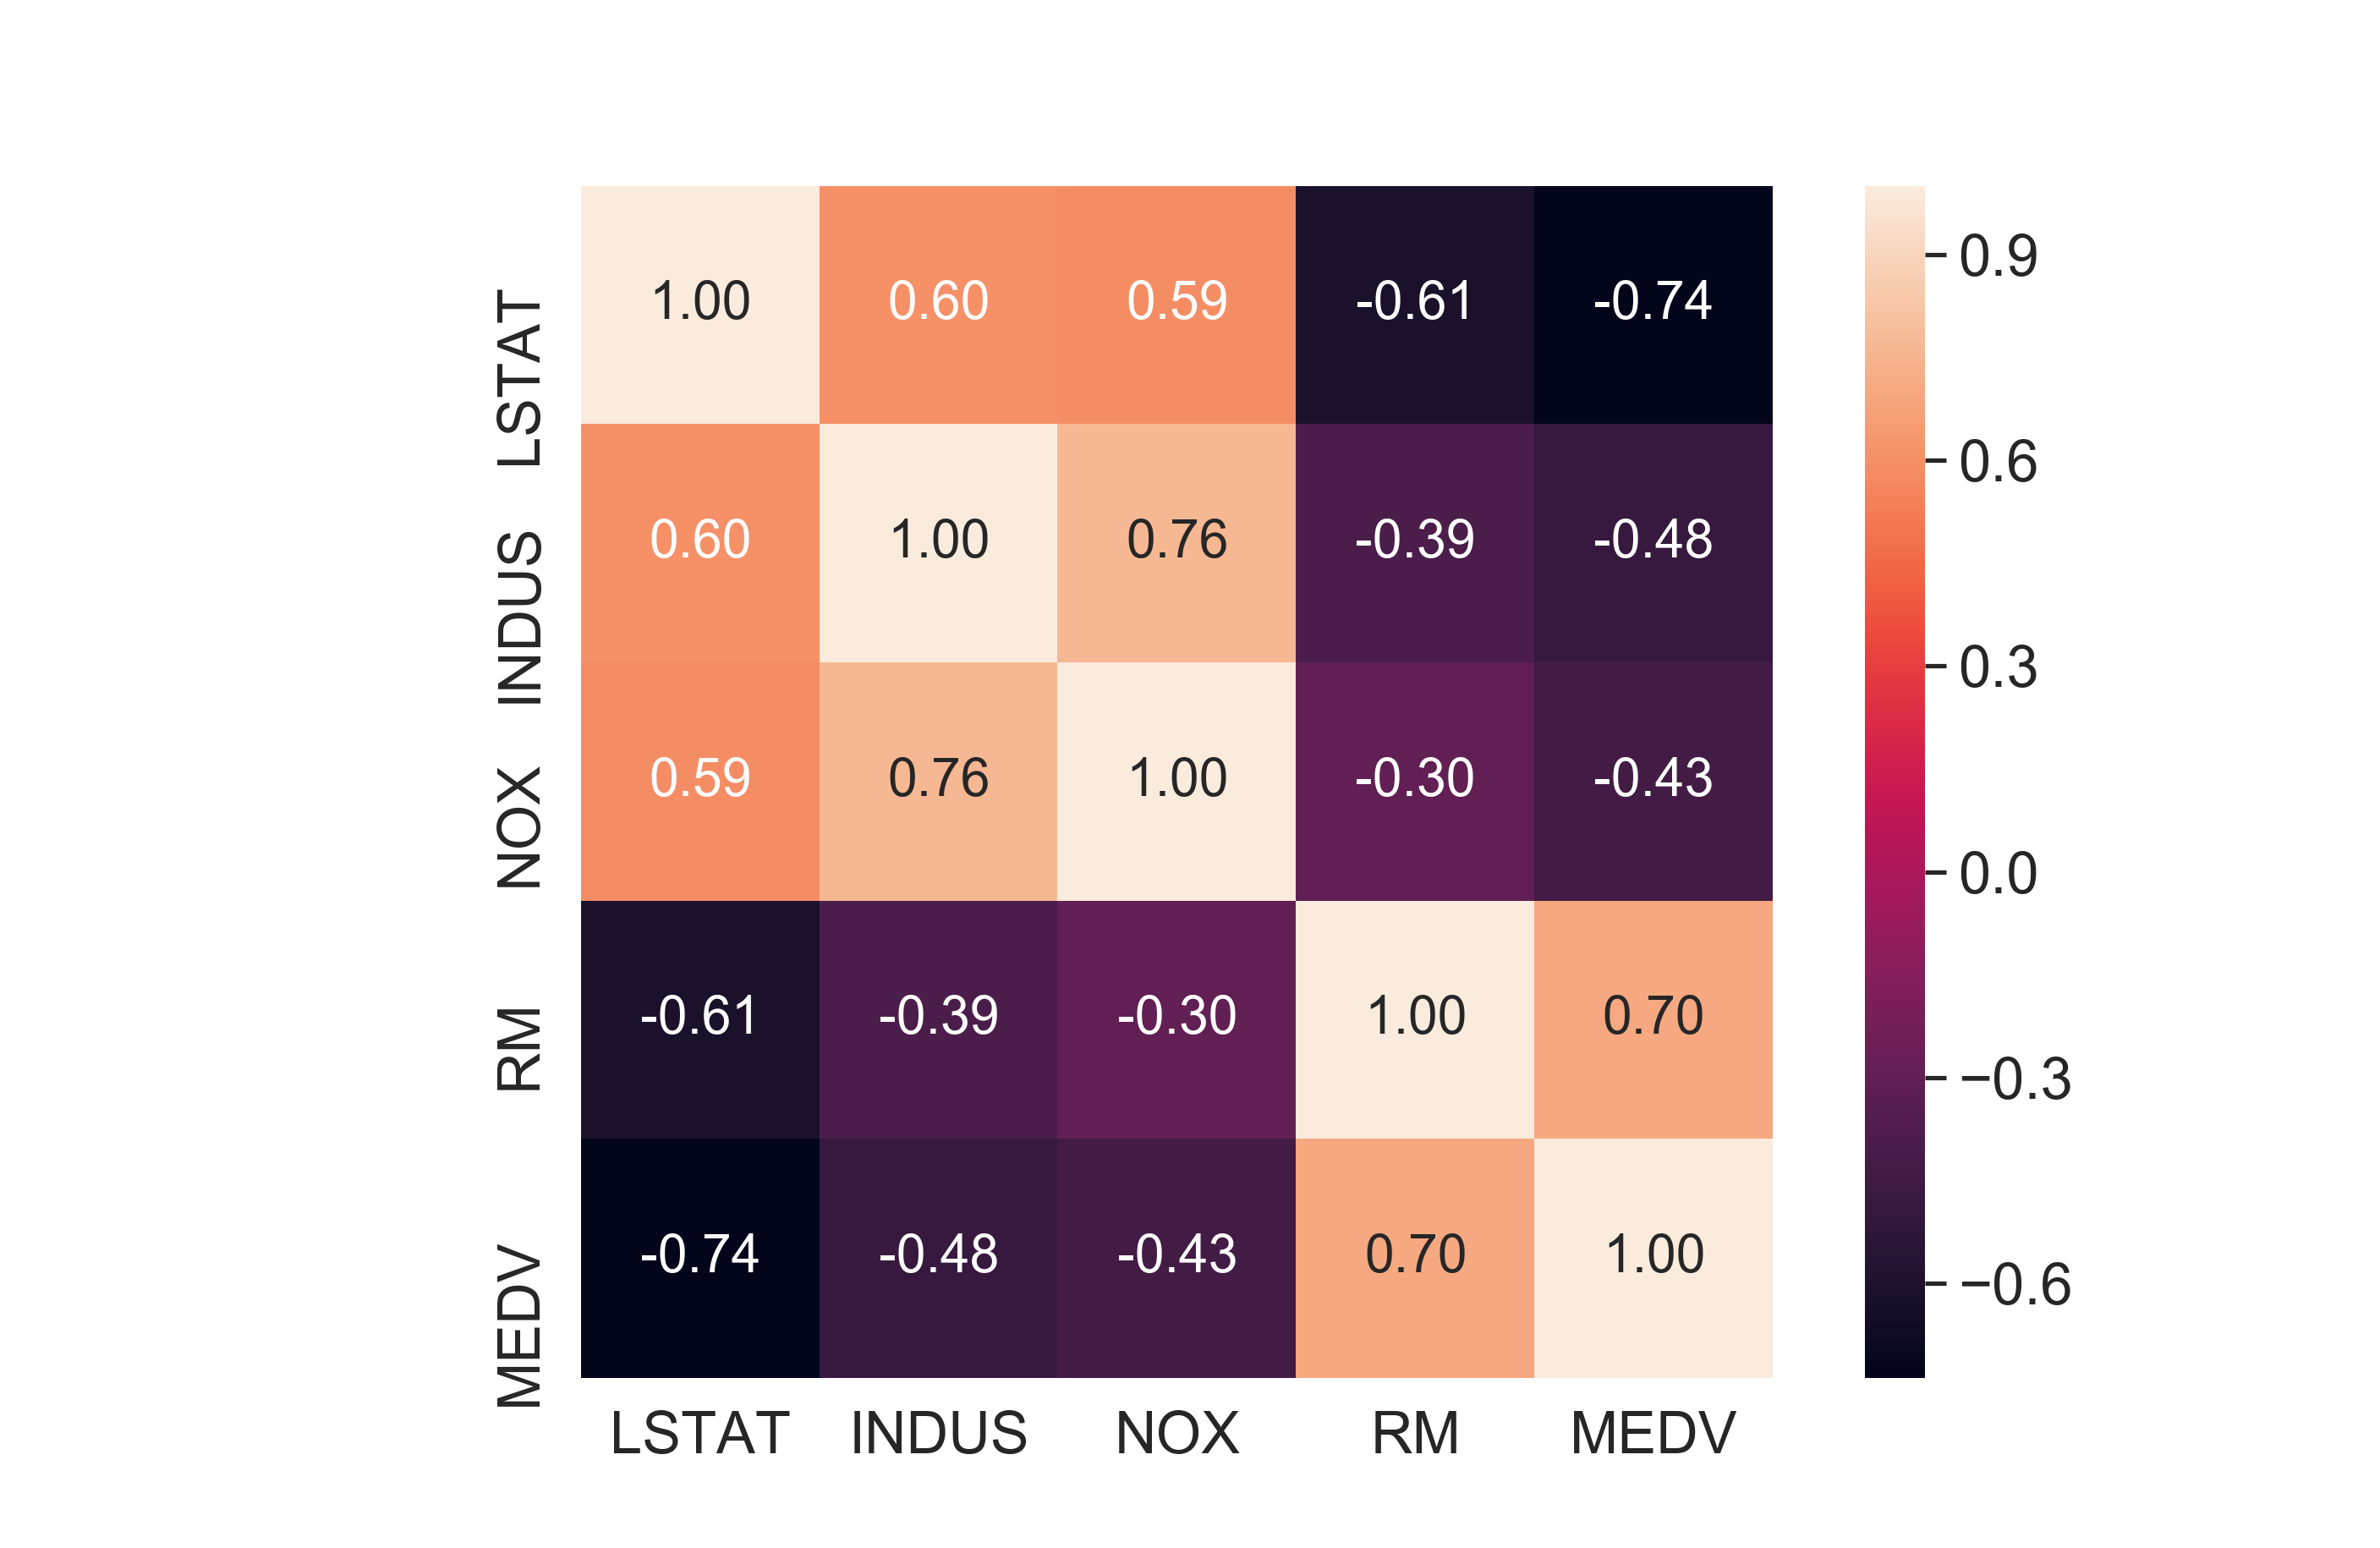 LSTAT 1.00 0.60 0.59 -0.61 -0.74
INDUS 0.60 1.00 0.76 -0.39 -0.48
NOX 0.59 0.76 1.00 -0.30 -0.43
RM -0.61 -0.39 -0.30 1.00 0.70
MEDV -0.74 -0.48 -0.43 0.70 1.00
LSTAT INDUS NOX RM MEDV
0.9
0.6
0.3
0.0
−0.3
−0.6